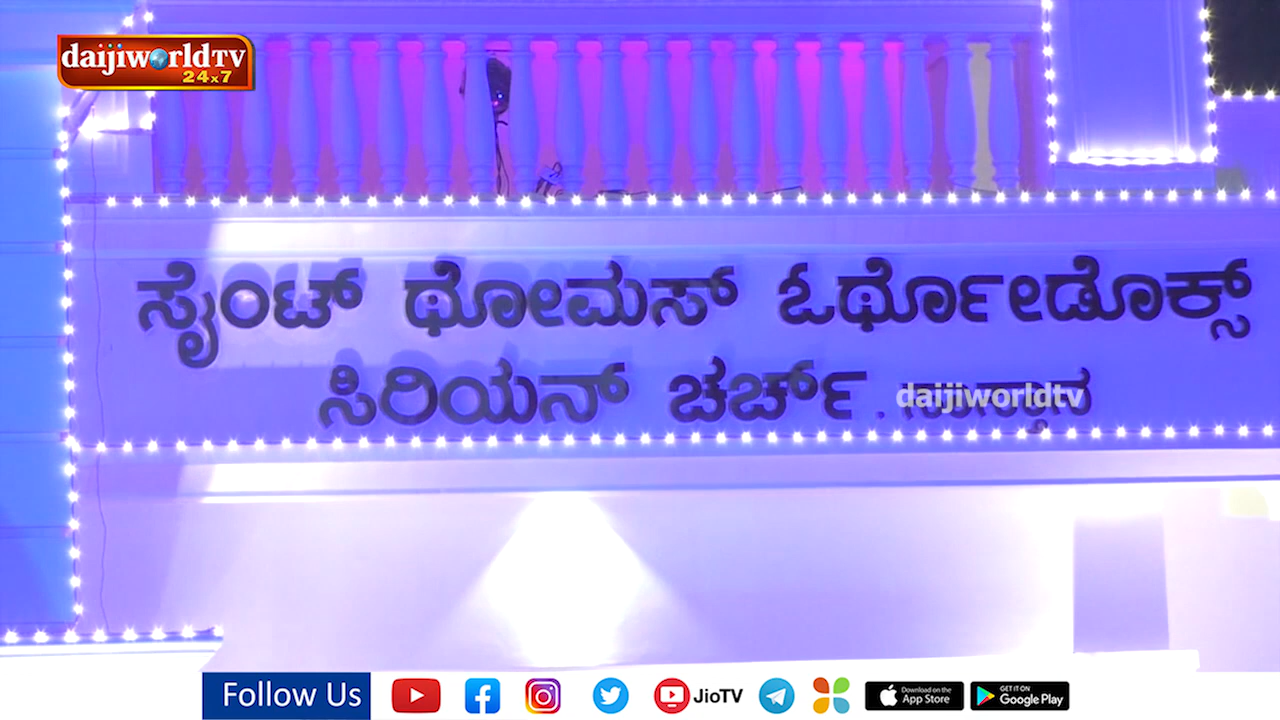 daijiworldTV
24x7
ಸೈಂಟ್ ಥೋಮಸ್ ಓರ್ಥೊೇಡೊಕ್ಸ್
ಸಿರಿಯನ್ ಚರ್ಚ್.
daijiworldtv
Follow Us
JioTV
Download on the
App Store
GET IT ON
Google Play